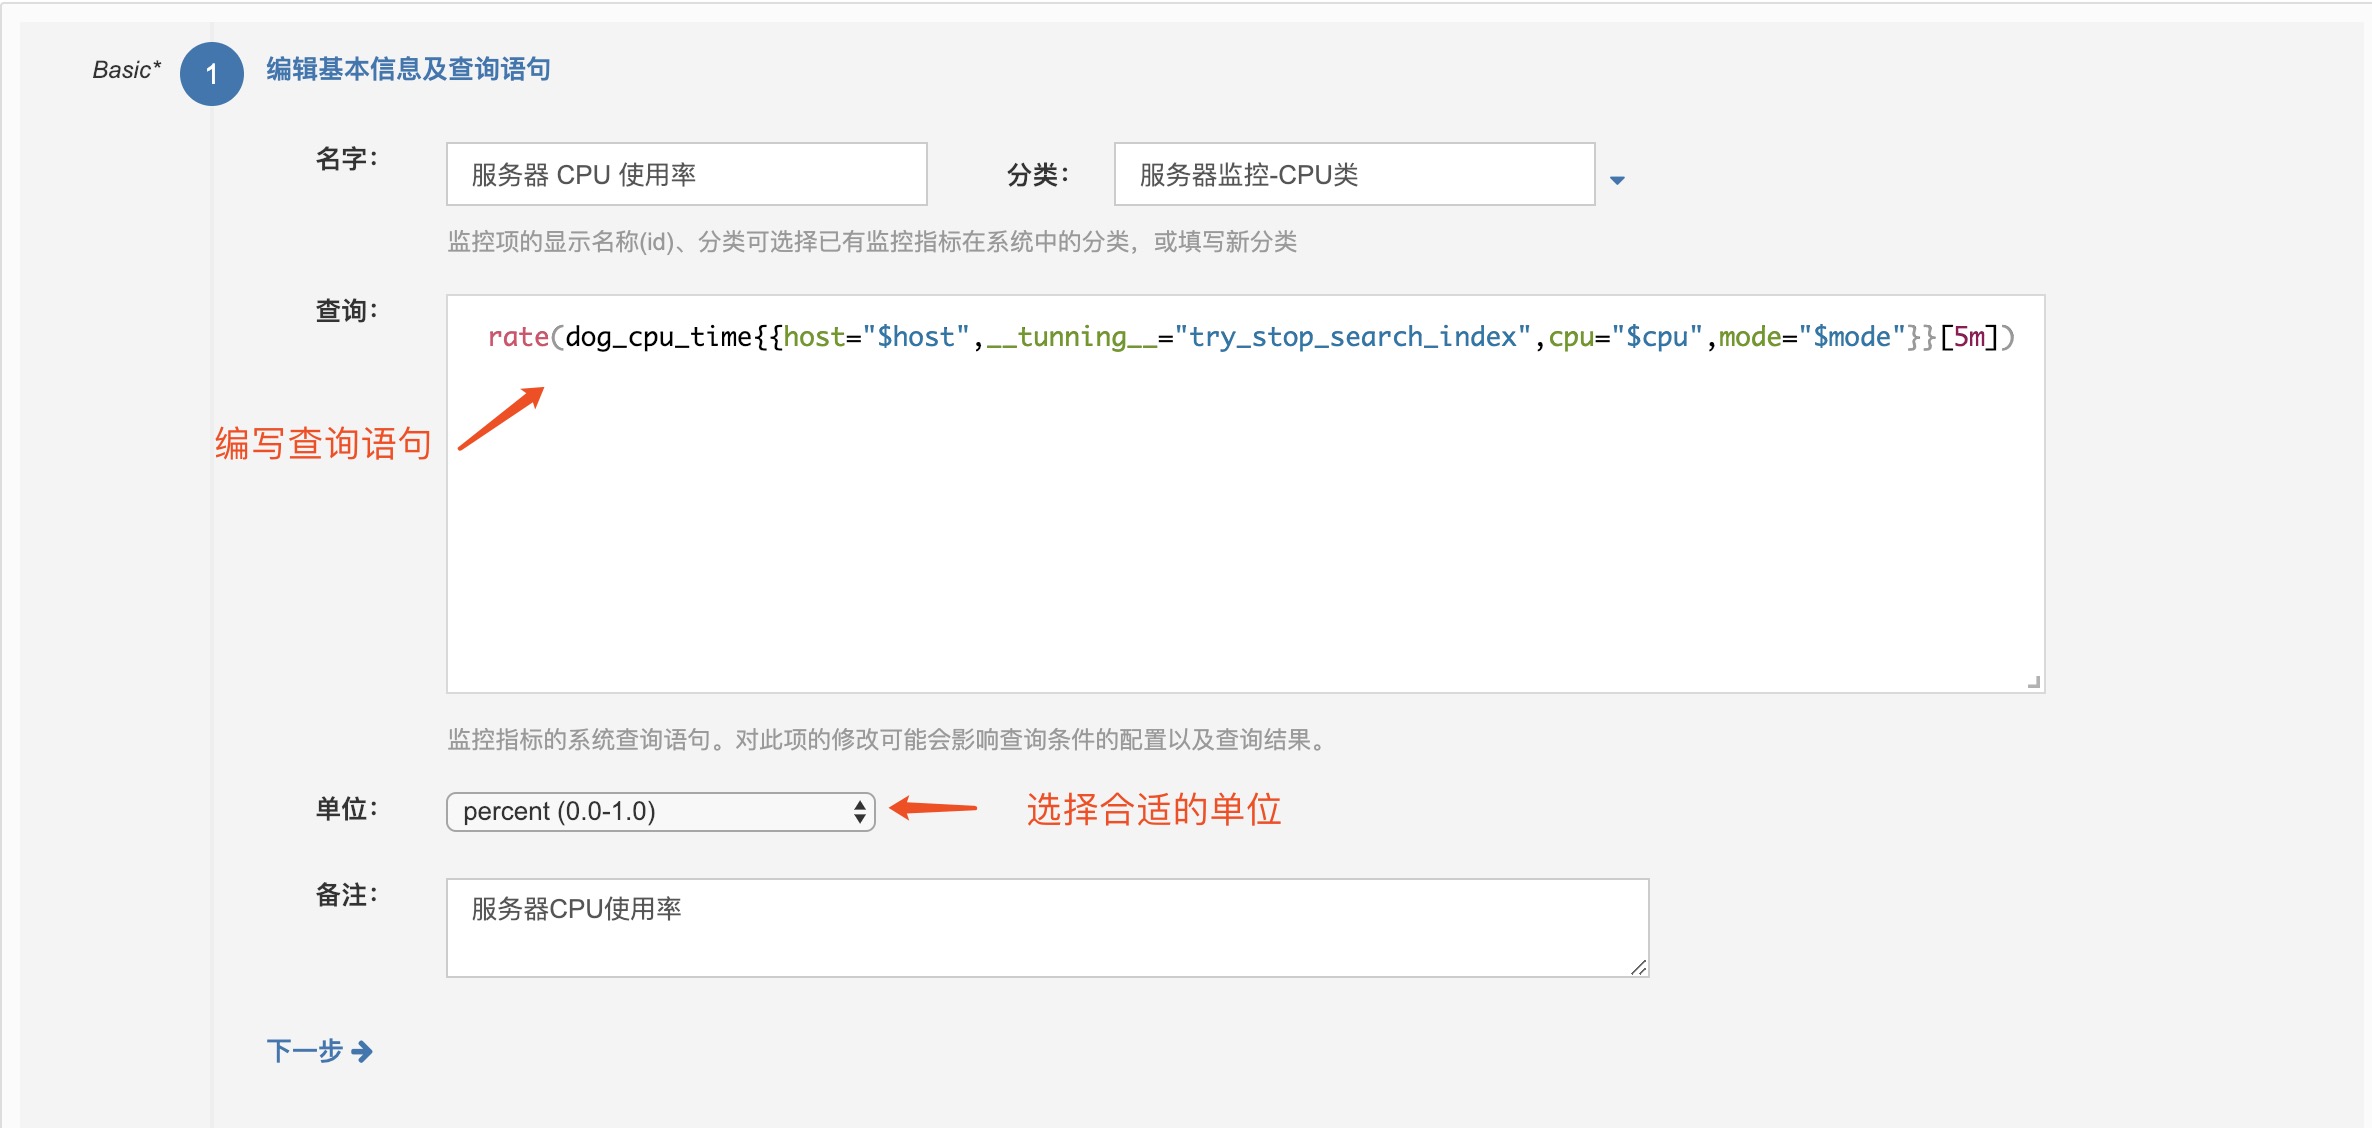 Basic* 1 编辑基本信息及查询语句
名字： 服务器 CPU 使用率 分类： 服务器监控-CPU类
监控项的显示名称(id)、分类可选择已有监控指标在系统中的分类，或填写新分类
查询： rate(dog_cpu_time{{host="$host",__tunning__="try_stop_search_index",cpu="$cpu",mode="$mode"}}[5m])
编写查询语句
监控指标的系统查询语句。对此项的修改可能会影响查询条件的配置以及查询结果。
单位： percent (0.0-1.0) 选择合适的单位
备注： 服务器CPU使用率
下一步